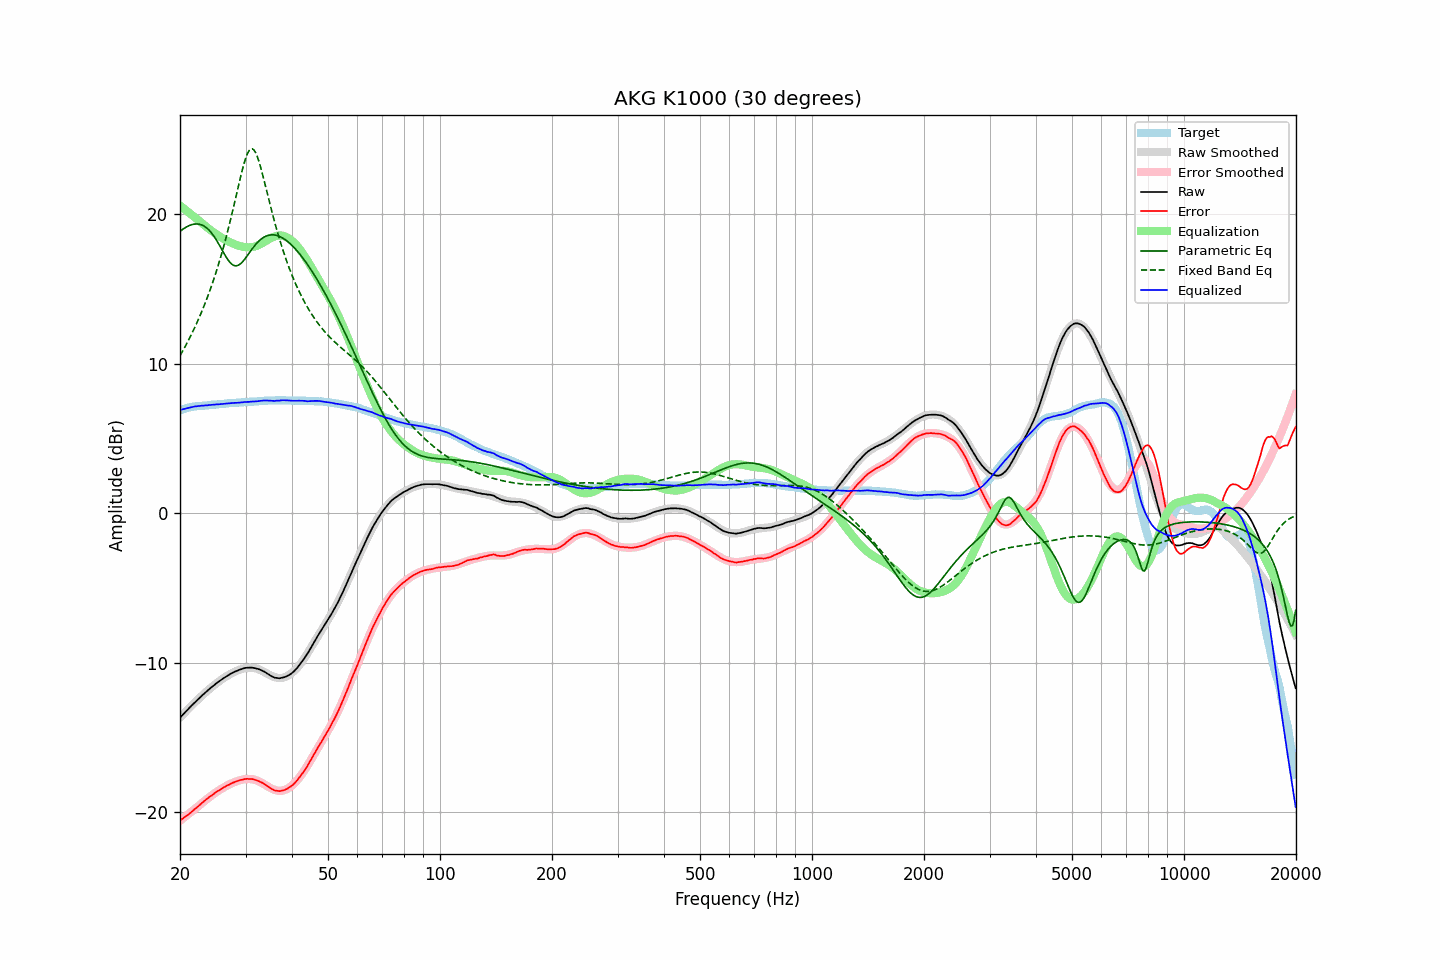 AKG K1000 (30 degrees)
Target
Raw Smoothed
Error Smoothed
Raw
Error
Equalization
Parametric Eq
Fixed Band Eq
Equalized
Amplitude (dBr)
20
10
0
−10
−20
20
50
100
200
500
1000
2000
5000
10000
20000
Frequency (Hz)